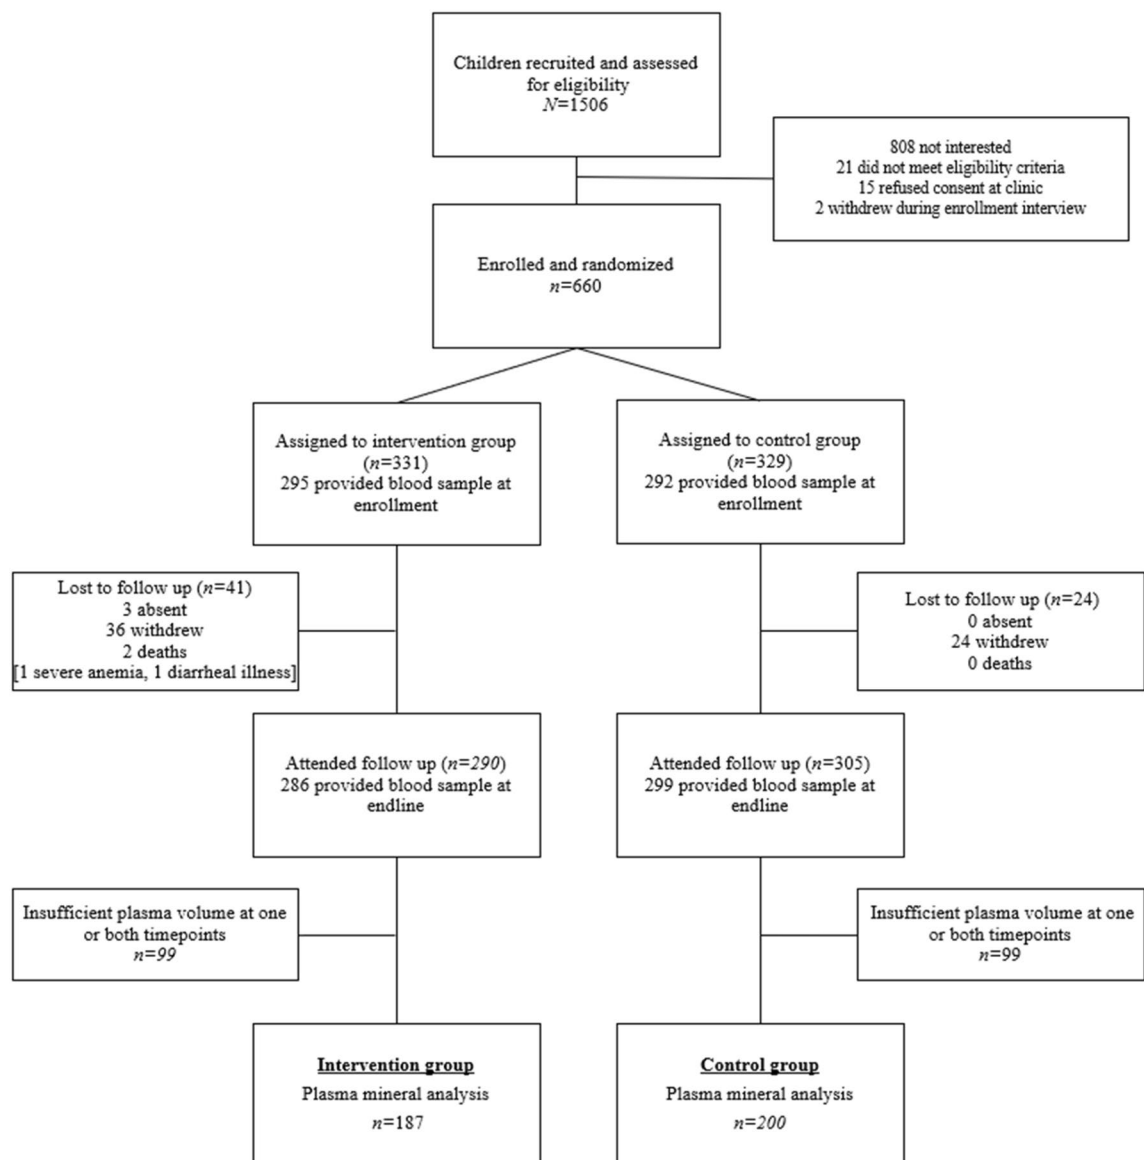 Children recruited and assessed
for eligibility
N=1506
808 not interested
21 did not meet eligibility criteria
15 refused consent at clinic
2 withdrew during enrollment interview
Enrolled and randomized
n=660
Assigned to intervention group
(n=331)
295 provided blood sample at
enrollment
Assigned to control group
(n=329)
292 provided blood sample at
enrollment
Lost to follow up (n=41)
3 absent
36 withdrew
2 deaths
[1 severe anemia, 1 diarrheal illness]
Lost to follow up (n=24)
0 absent
24 withdrew
0 deaths
Attended follow up (n=290)
286 provided blood sample at
endline
Attended follow up (n=305)
299 provided blood sample at
endline
Insufficient plasma volume at one
or both timepoints
n=99
Insufficient plasma volume at one
or both timepoints
n=99
Intervention group
Plasma mineral analysis
n=187
Control group
Plasma mineral analysis
n=200